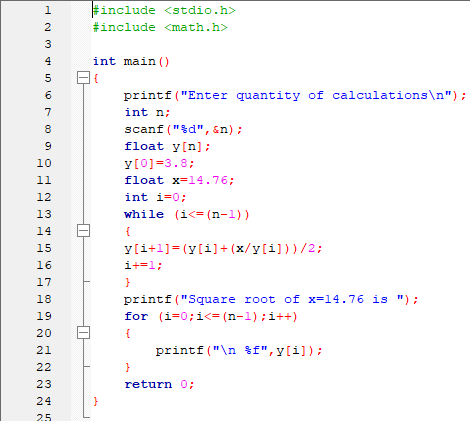 1 #include <stdio.h>
2 #include <math.h>
3
4 int main()
5 {
6 printf("Enter quantity of calculations\n");
7 int n;
8 scanf("%d",&n);
9 float y[n];
10 y[0]=3.8;
11 float x=14.76;
12 int i=0;
13 while (i<=(n-1))
14 {
15 y[i+1]=(y[i]+(x/y[i]))/2;
16 i+=1;
17 }
18 printf("Square root of x=14.76 is ");
19 for (i=0;i<=(n-1);i++)
20 {
21 printf("\n %f",y[i]);
22 }
23 return 0;
24 }
25